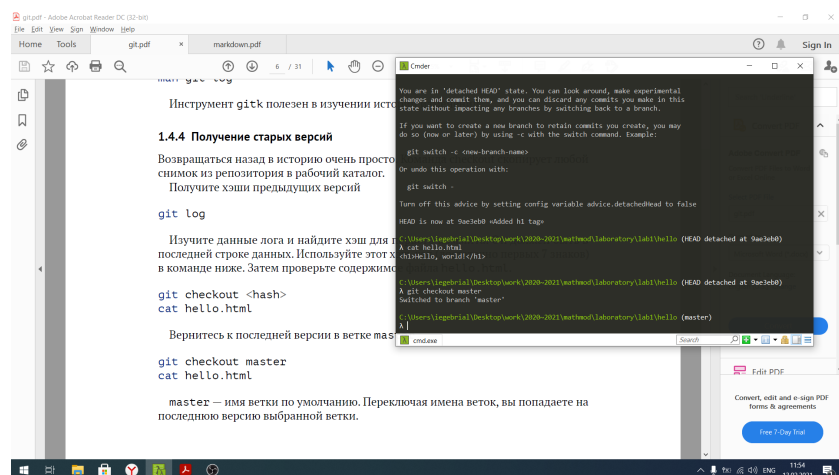 git.pdf - Adobe Acrobat Reader DC (32-bit)
File Edit View Sign Window Help
Home Tools git.pdf × markdown.pdf Sign In
6 / 31
man git log
Инструмент gitk полезен в изучении исто
1.4.4 Получение старых версий
Возвращаться назад в историю очень просто
снимок из репозитория в рабочий каталог.
Получите хэши предыдущих версий
git log
Изучите данные лога и найдите хэш для п
последней строке данных. Используйте этот х
в команде ниже. Затем проверьте содержимо
git checkout <hash>
cat hello.html
Вернитесь к последней версии в ветке mas
git checkout master
cat hello.html
master — имя ветки по умолчанию. Переключая имена веток, вы попадаете на
последнюю версию выбранной ветки.
Cmder
You are in 'detached HEAD' state. You can look around, make experimental
changes and commit them, and you can discard any commits you make in this
state without impacting any branches by switching back to a branch.
If you want to create a new branch to retain commits you create, you may
do so (now or later) by using -c with the switch command. Example:
git switch -c <new-branch-name>
Or undo this operation with:
git switch -
Turn off this advice by setting config variable advice.detachedHead to false
HEAD is now at 9ae3eb0 «Added h1 tag»
C:\Users\iegebrial\Desktop\work\2020-2021\mathmod\laboratory\lab1\hello (HEAD detached at 9ae3eb0)
λ cat hello.html
<h1>Hello, world!</h1>
C:\Users\iegebrial\Desktop\work\2020-2021\mathmod\laboratory\lab1\hello (HEAD detached at 9ae3eb0)
λ git checkout master
Switched to branch 'master'
C:\Users\iegebrial\Desktop\work\2020-2021\mathmod\laboratory\lab1\hello (master)
λ
cmd.exe Search
Edit PDF
Convert, edit and e-sign PDF
forms & agreements
Free 7-Day Trial
ENG 11:54